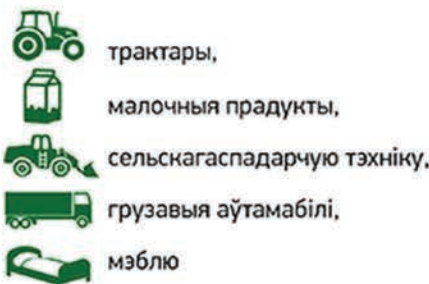 трактары,
малочныя прадукты,
сельскагаспадарчую тэхніку,
грузавыя аўтамабілі,
мэблю